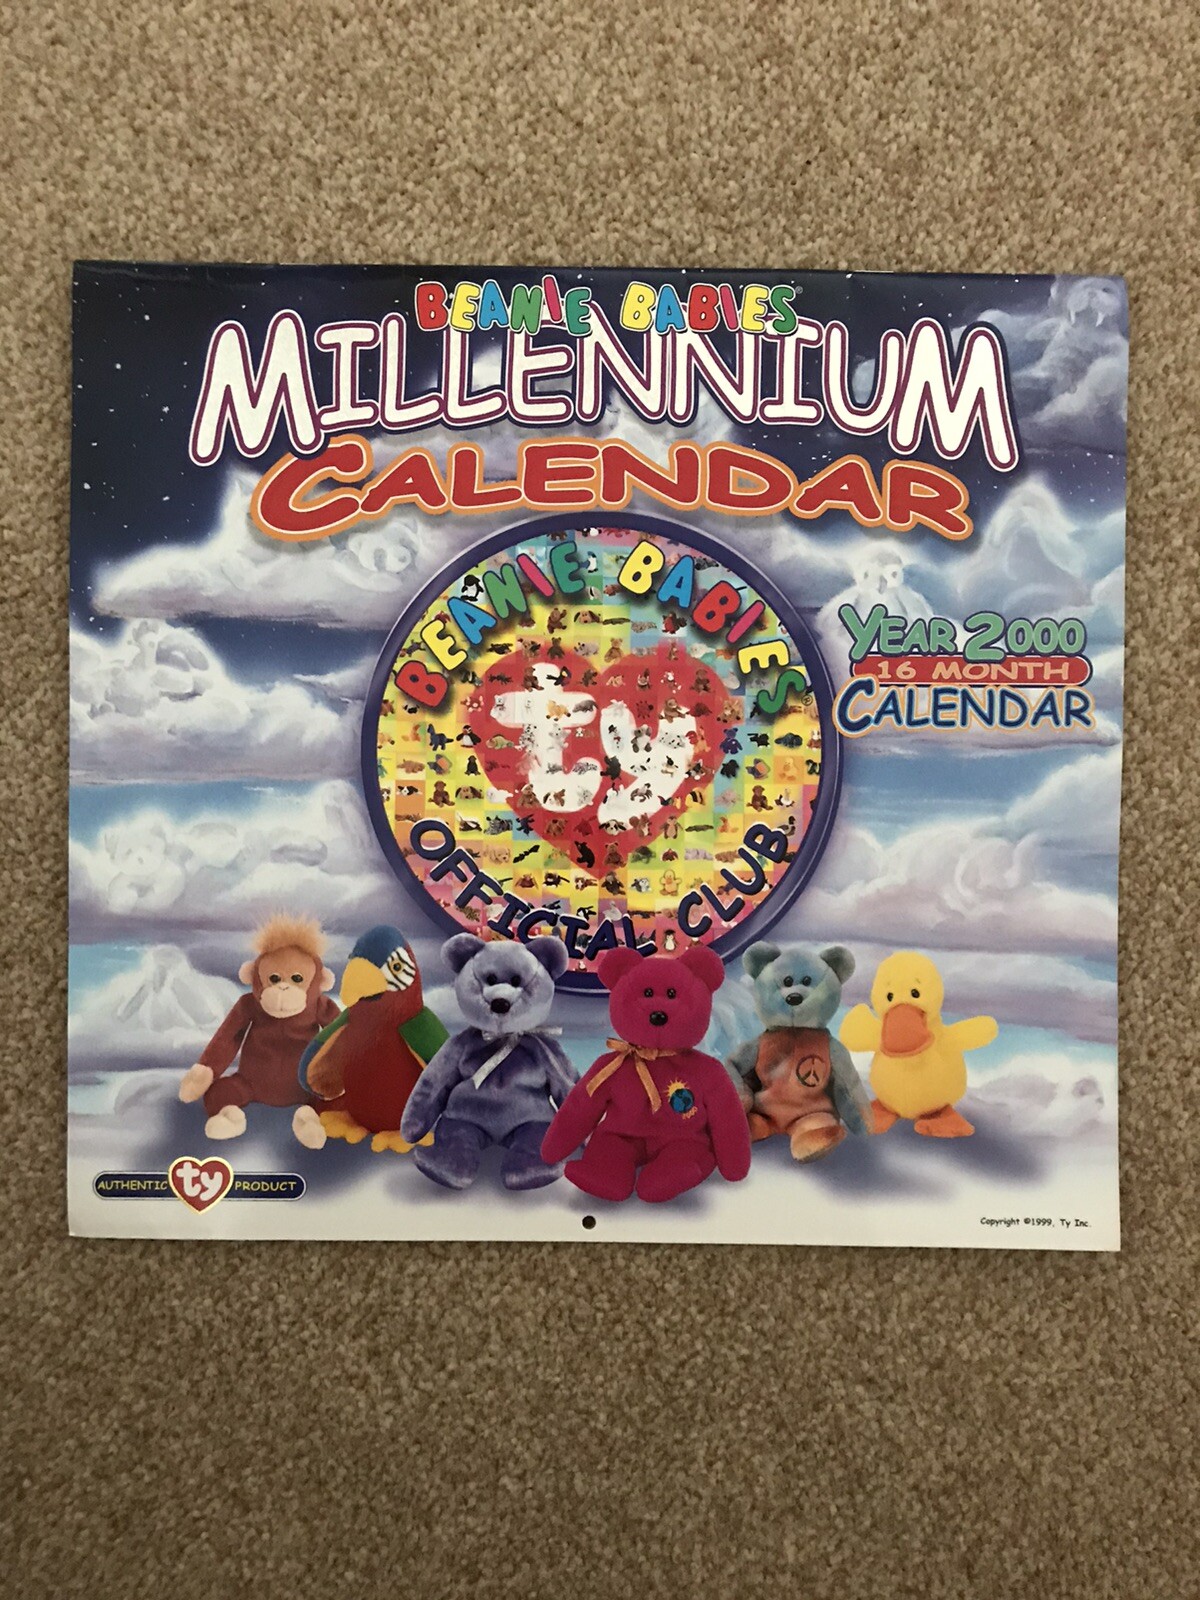 BEANIE BABIES®
MILLENNIUM
CALENDAR
BEANIE BABIES®
ty
OFFICIAL CLUB
YEAR 2000
16 MONTH
CALENDAR
2000
AUTHENTIC ty PRODUCT
Copyright ©1999, Ty Inc.